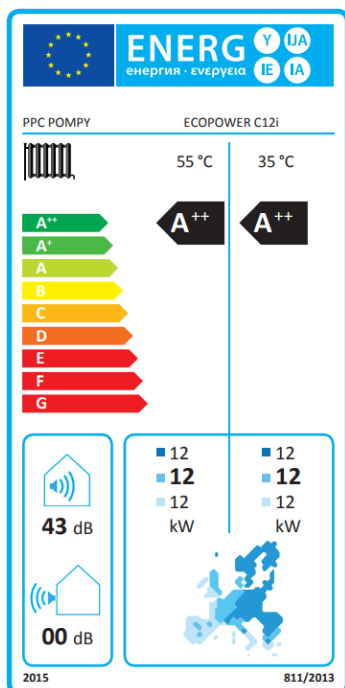 ENERG Y IJA
енергия · ενεργεια IE IA
PPC POMPY ECOPOWER C12i
55 °C 35 °C
A++ A++ A++
A+
A
B
C
D
E
F
G
12 12
12 12
12 12
kW kW
43 dB
00 dB
2015 811/2013